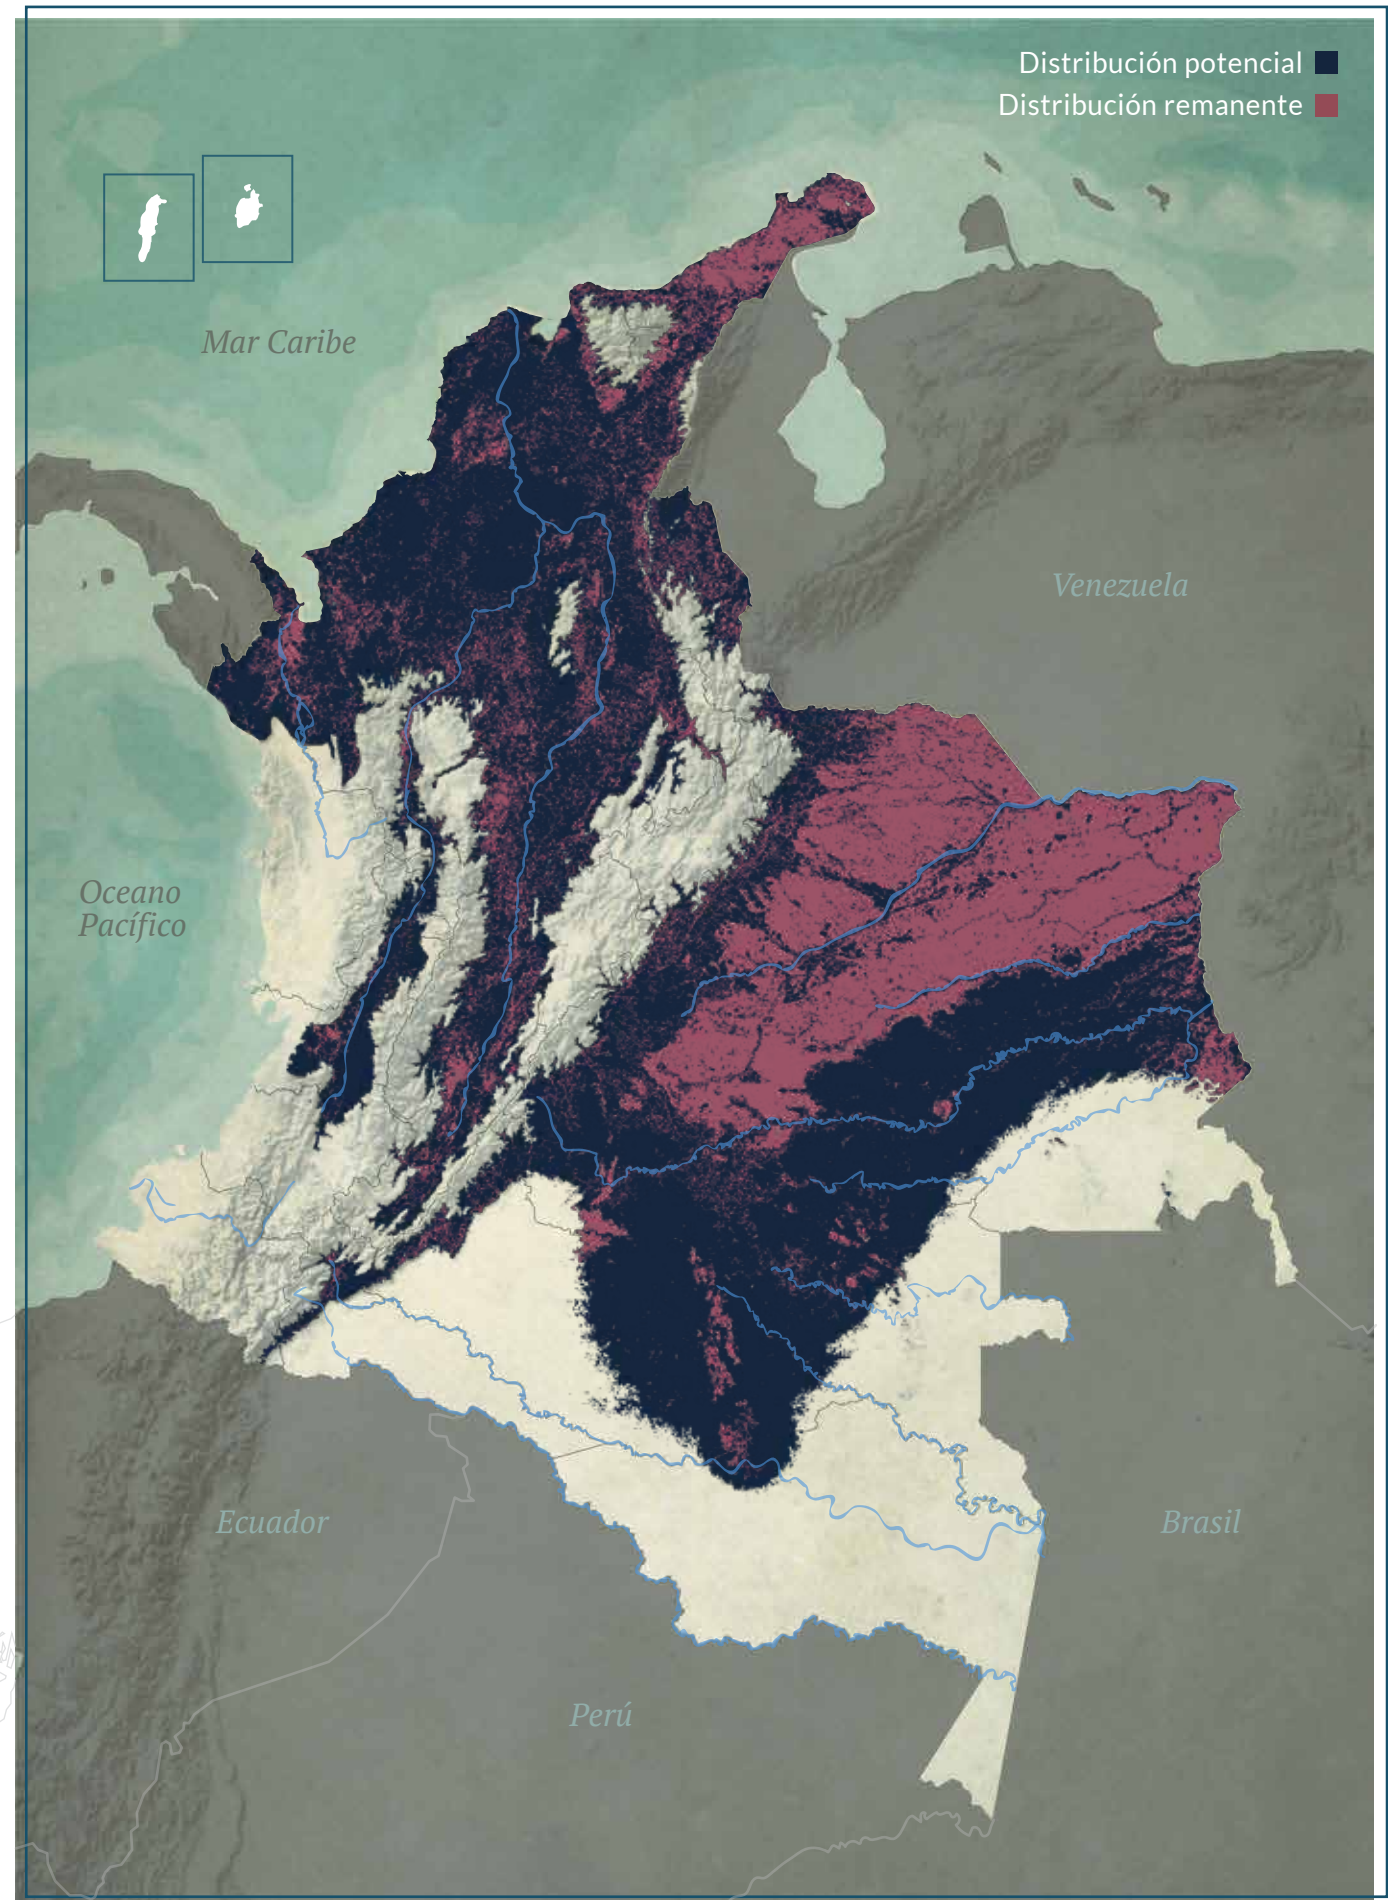 Distribución potencial
Distribución remanente
Mar Caribe
Venezuela
Oceano
Pacífico
Ecuador
Brasil
Perú